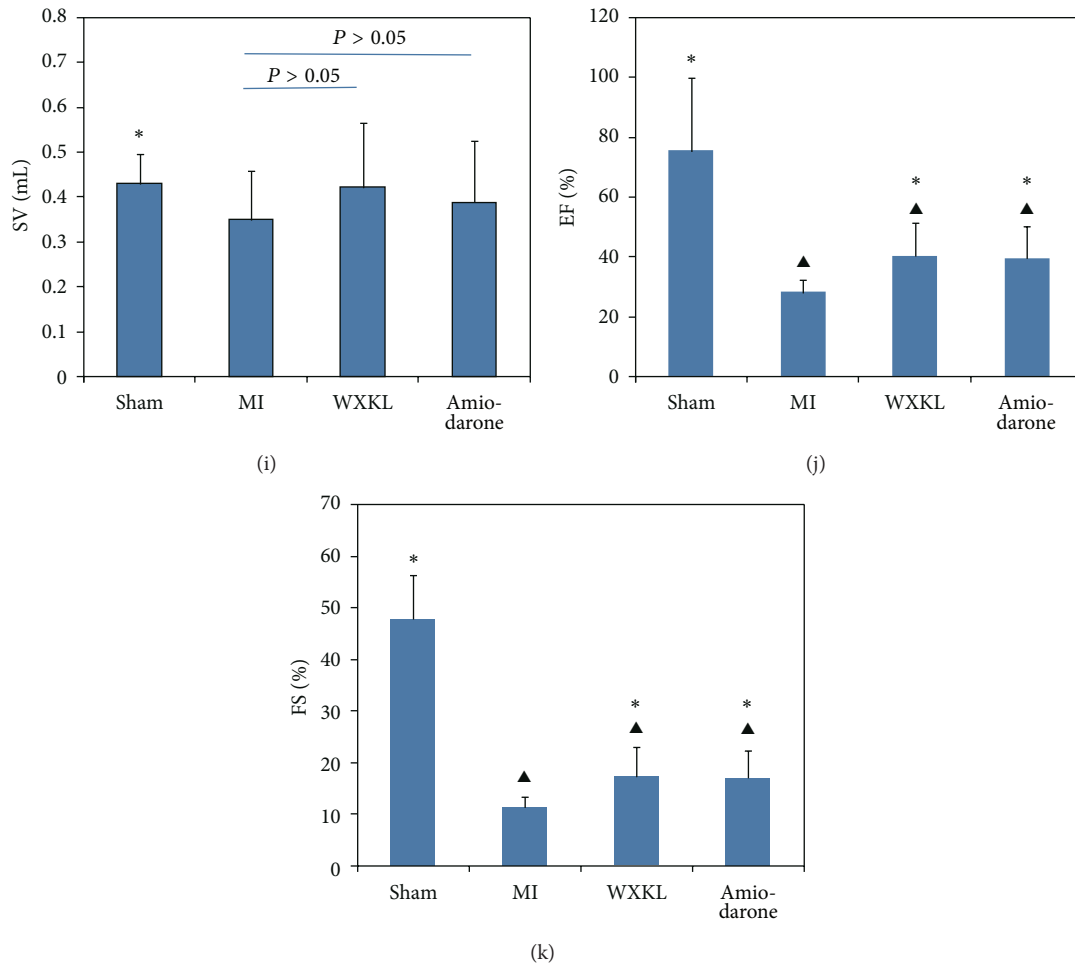 0.8
0.7
0.6
0.5
0.4
0.3
0.2
0.1
0
SV (mL)
P > 0.05
P > 0.05
*
Sham MI WXKL Amio-
darone
(i)
120
100
80
60
40
20
0
EF (%)
*
▲
*
▲
*
▲
Sham MI WXKL Amio-
darone
(j)
70
60
50
40
30
20
10
0
FS (%)
*
▲
*
▲
*
▲
Sham MI WXKL Amio-
darone
(k)